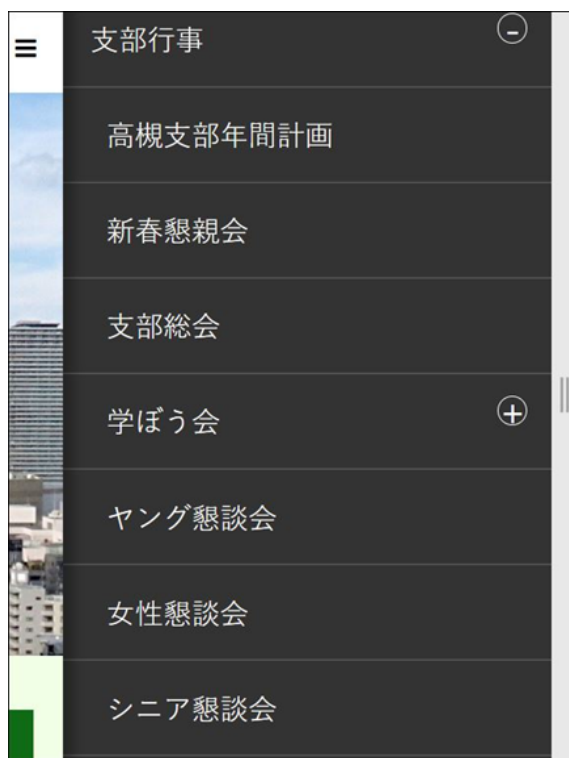 支部行事
高槻支部年間計画
新春懇親会
支部総会
学ぼう会
ヤング懇談会
女性懇談会
シニア懇談会